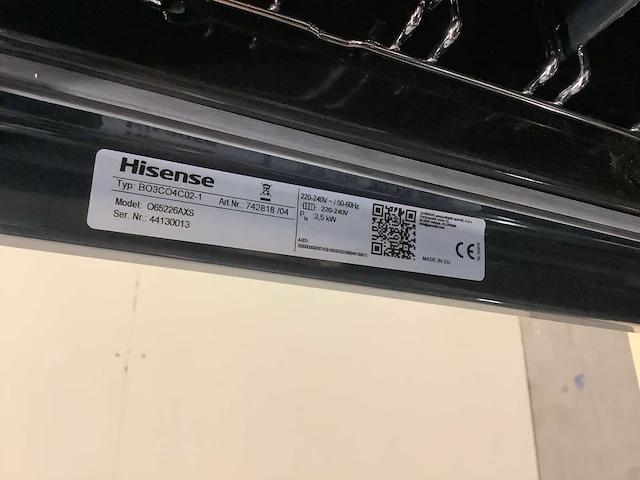 Hisense
Typ: BO3CO4C02-1
Model: O65226AXS
Art.Nr.: 742818 /04
Ser. Nr.: 44130013
220-240V ~ / 50-60Hz
220-240V
PN 3,5 kW
MADE IN EU
CE